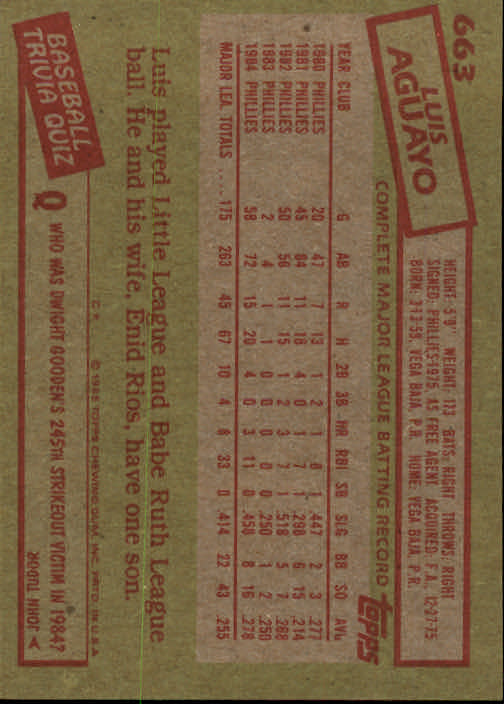 663
LUIS
AGUAYO
HEIGHT: 5'9" WEIGHT: 173 BATS: RIGHT THROWS: RIGHT
SIGNED: PHILLIES-1975, AS FREE AGENT ACQUIRED: F.A. 12-27-75
BORN: 3-13-59, VEGA BAJA, P.R. HOME: VEGA BAJA, P.R.
COMPLETE MAJOR LEAGUE BATTING RECORD topps
YEAR CLUB G AB R H 2B 3B HR RBI SB SLG BB SO AVG
1980 PHILLIES 20 47 7 13 1 2 1 8 1 .447 2 3 .277
1981 PHILLIES 45 84 11 18 4 0 1 7 1 .298 6 15 .214
1982 PHILLIES 50 56 11 15 1 2 3 7 1 .518 5 7 .268
1983 PHILLIES 2 4 1 1 0 0 0 0 0 .250 1 2 .250
1984 PHILLIES 58 72 15 20 4 0 3 11 0 .458 8 16 .278
MAJOR LEA. TOTALS .... 175 263 45 67 10 4 8 33 0 .414 22 43 .255
Luis played Little League and Babe Ruth League
ball. He and his wife, Enid Rios, have one son.
C* © 1985 TOPPS CHEWING GUM, INC. PRTD. IN U.S.A.
BASEBALL
TRIVIA QUIZ
Q WHO WAS DWIGHT GOODEN'S 245TH STRIKEOUT VICTIM IN 1984?
A JOHN TUDOR